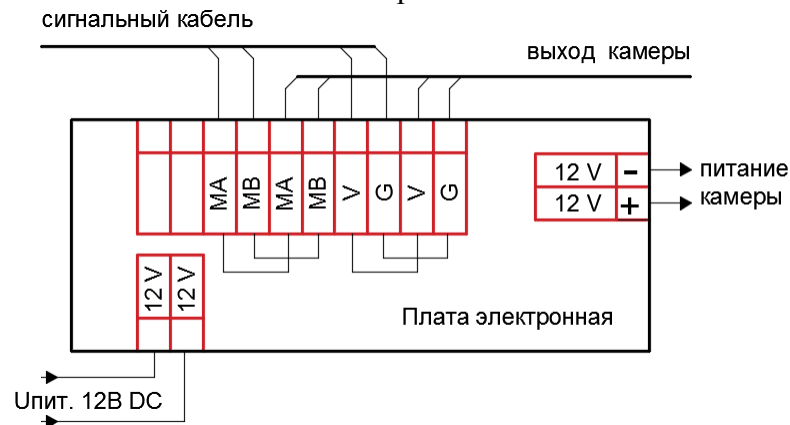 сигнальный кабель
выход камеры
MA MB MA MB V G V G
12 V -
12 V +
питание
камеры
12 V 12 V
Плата электронная
Uпит. 12В DC